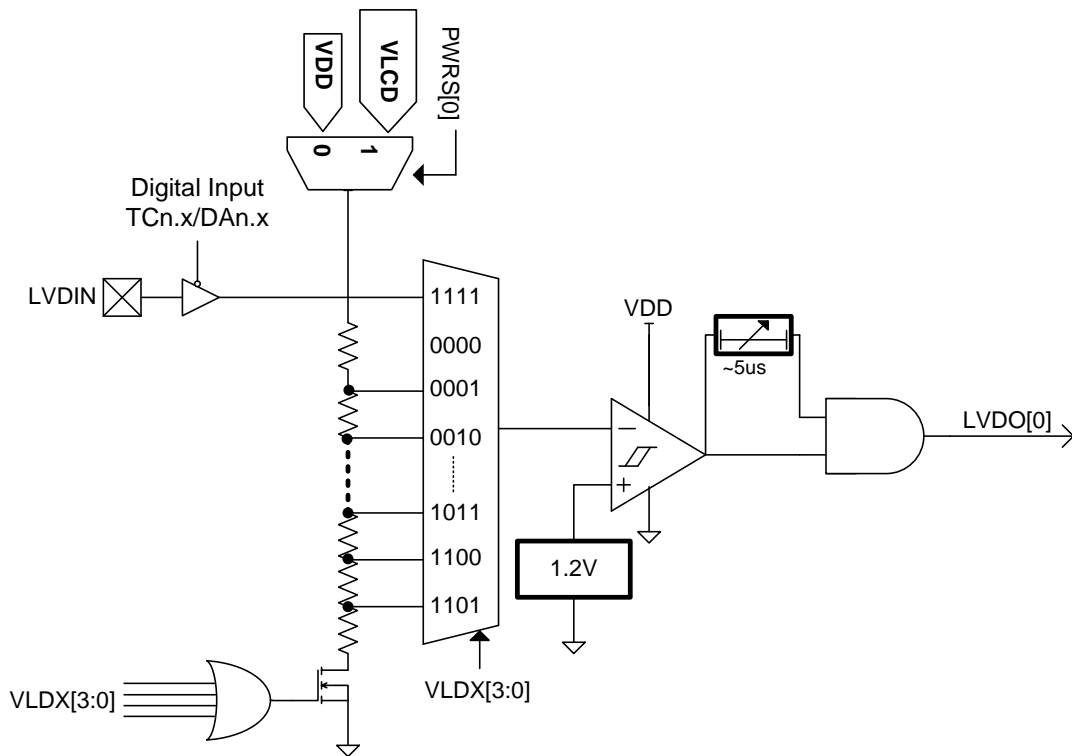 VDD
VLCD
PWRS[0]
0
1
Digital Input
TCn.x/DAn.x
LVDIN
1111
0000
0001
0010
1011
1100
1101
VDD
~5us
LVDO[0]
−
+
1.2V
VLDX[3:0]
VLDX[3:0]